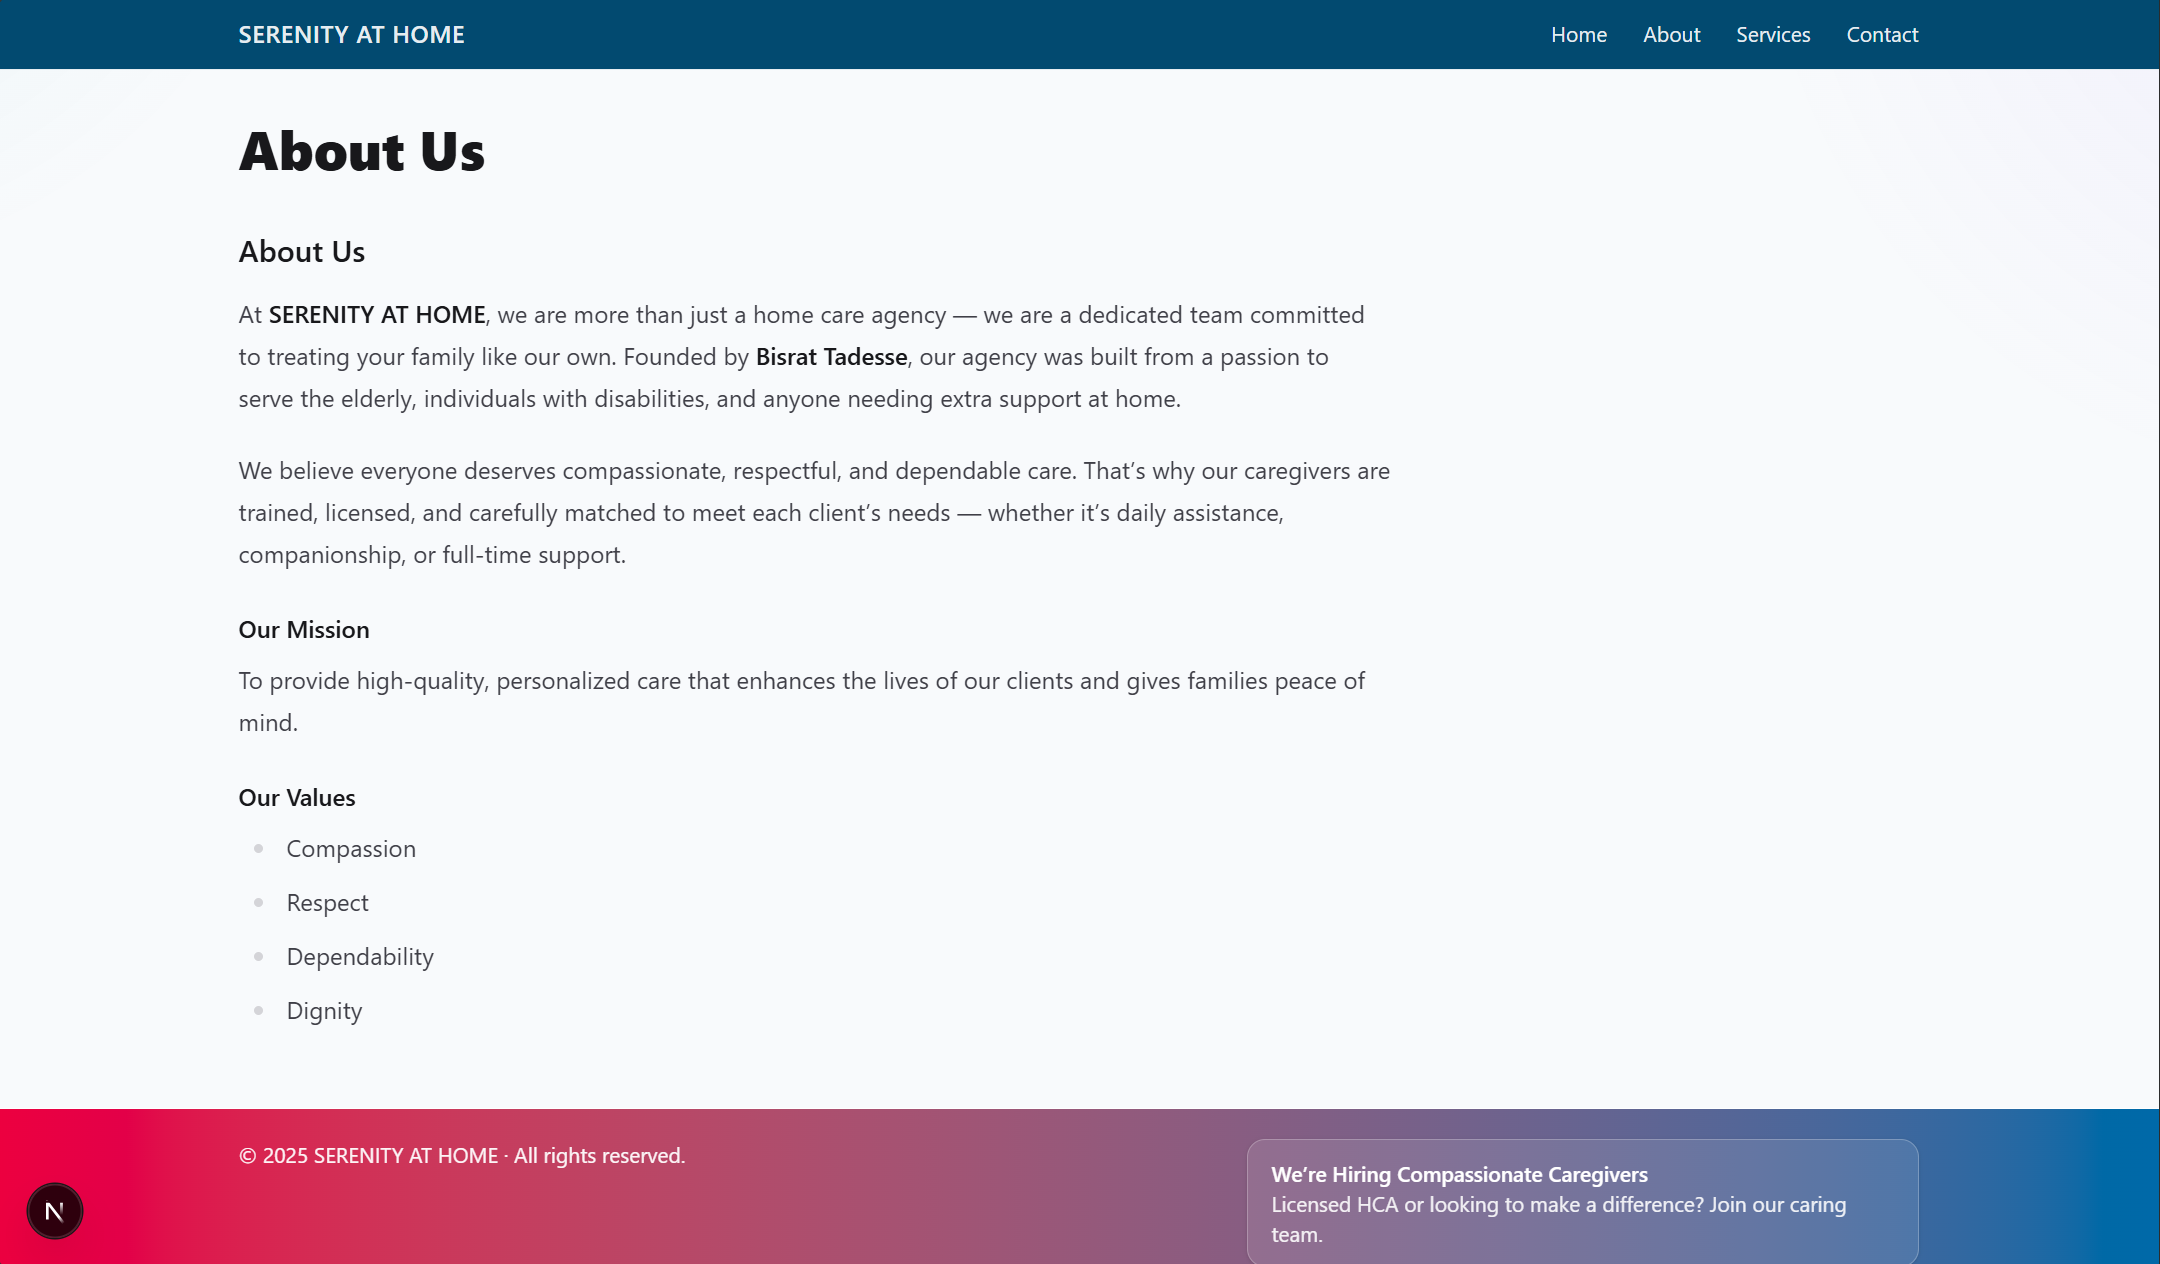 SERENITY AT HOME
Home About Services Contact
About Us
About Us
At SERENITY AT HOME, we are more than just a home care agency — we are a dedicated team committed
to treating your family like our own. Founded by Bisrat Tadesse, our agency was built from a passion to
serve the elderly, individuals with disabilities, and anyone needing extra support at home.
We believe everyone deserves compassionate, respectful, and dependable care. That’s why our caregivers are
trained, licensed, and carefully matched to meet each client’s needs — whether it’s daily assistance,
companionship, or full-time support.
Our Mission
To provide high-quality, personalized care that enhances the lives of our clients and gives families peace of
mind.
Our Values
Compassion
Respect
Dependability
Dignity
© 2025 SERENITY AT HOME · All rights reserved.
We’re Hiring Compassionate Caregivers
Licensed HCA or looking to make a difference? Join our caring
team.
N